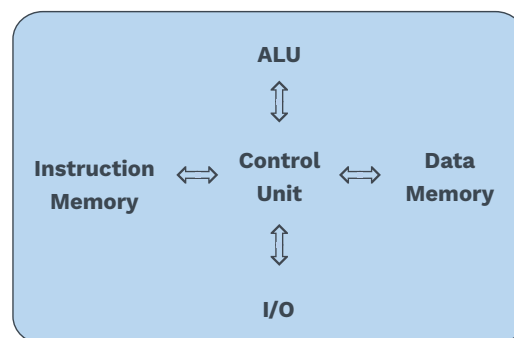 ALU
Instruction
Memory
Control
Unit
Data
Memory
I/O